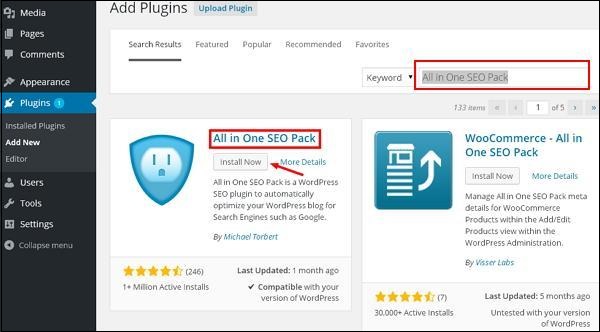 Media
Pages
Comments
Appearance
Plugins 1
Installed Plugins
Add New
Editor
Users
Tools
Settings
Collapse menu
Add Plugins Upload Plugin
Search Results Featured Popular Recommended Favorites
Keyword All in One SEO Pack
133 items « ‹ 1 of 5 › »
All in One SEO Pack
Install Now More Details
All in One SEO Pack is a WordPress
SEO plugin to automatically
optimize your WordPress blog for
Search Engines such as Google.
By Michael Torbert
(246) Last Updated: 1 month ago
1+ Million Active Installs ✓ Compatible with your
version of WordPress
WooCommerce - All in
One SEO Pack
Install Now More Details
Manage All in One SEO Pack meta
details for WooCommerce
Products within the Add/Edit
Products view within the
WordPress Administration.
By Visser Labs
(7) Last Updated: 5 months ago
30.000+ Active Installs Untested with your
version of WordPress